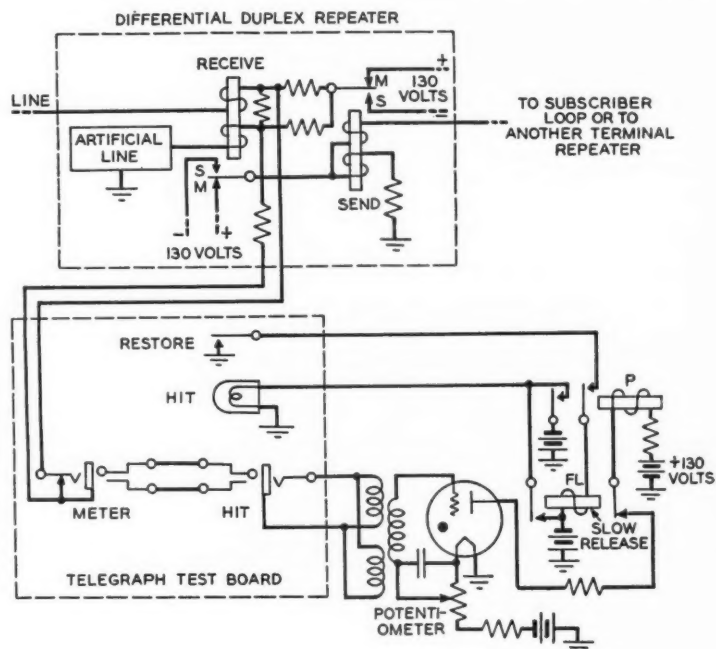 DIFFERENTIAL DUPLEX REPEATER
RECEIVE
LINE
M
S
+
130
VOLTS
-
TO SUBSCRIBER
LOOP OR TO
ANOTHER TERMINAL
REPEATER
ARTIFICIAL
LINE
S
M
-
+
130 VOLTS
SEND
RESTORE
HIT
P
+130
VOLTS
FL
SLOW
RELEASE
METER
HIT
TELEGRAPH TEST BOARD
POTENTI-
OMETER